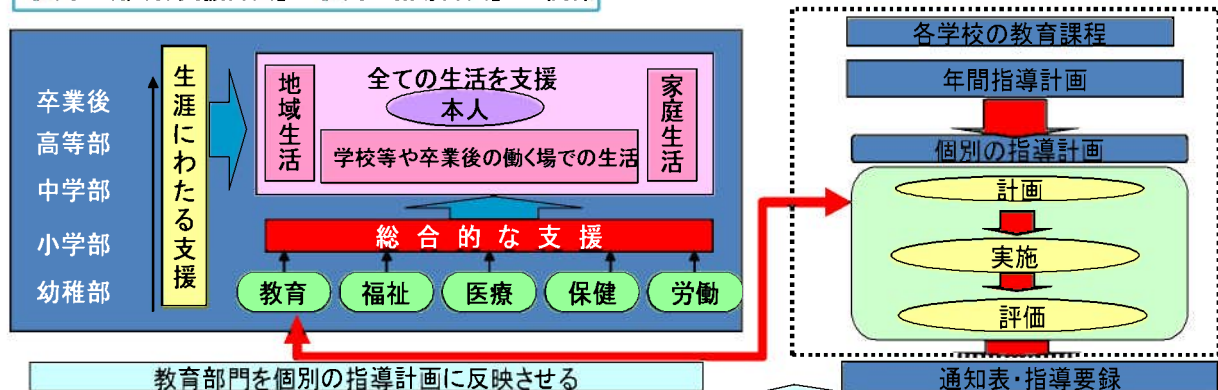 各学校の教育課程
年間指導計画
個別の指導計画
計画
実施
評価
通知表・指導要録
卒業後
高等部
中学部
小学部
幼稚部
生涯にわたる支援
地域生活
全ての生活を支援
本人
学校等や卒業後の働く場での生活
家庭生活
総合的な支援
教育
福祉
医療
保健
労働
教育部門を個別の指導計画に反映させる